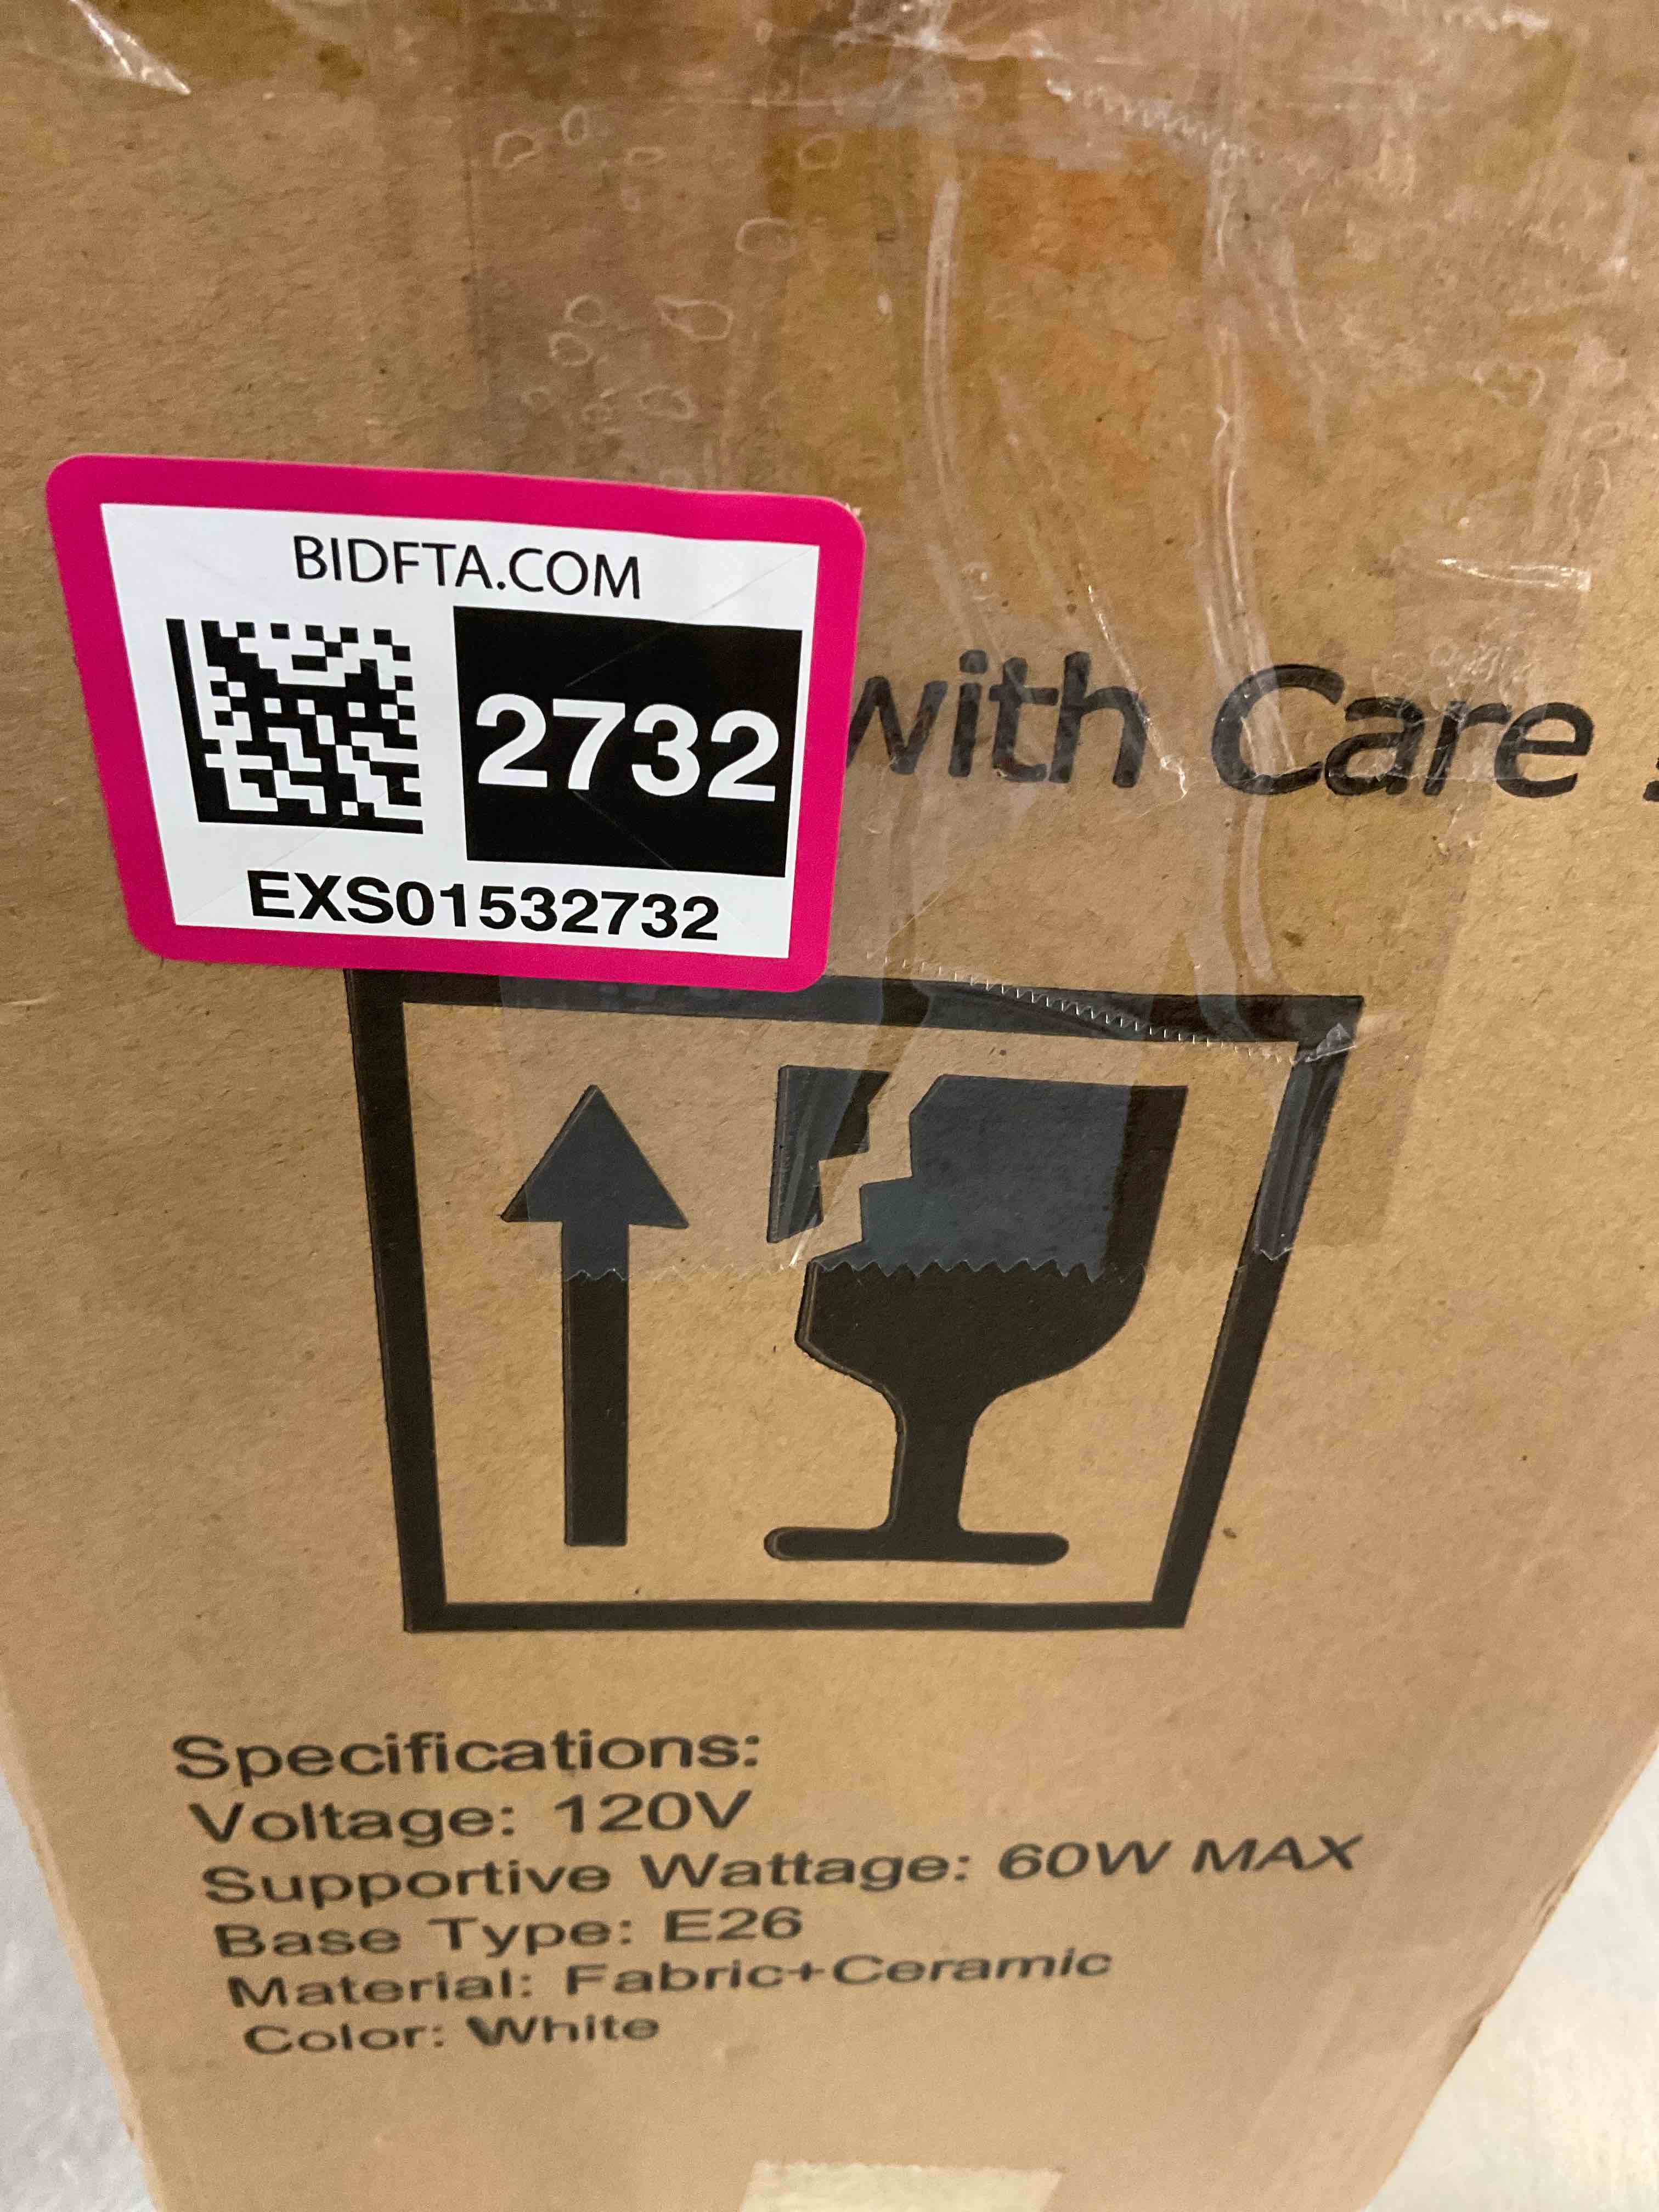 BIDFTA.COM
2732
EXS01532732
with Care
Specifications:
Voltage: 120V
Supportive Wattage: 60W MAX
Base Type: E26
Material: Fabric+Ceramic
Color: White